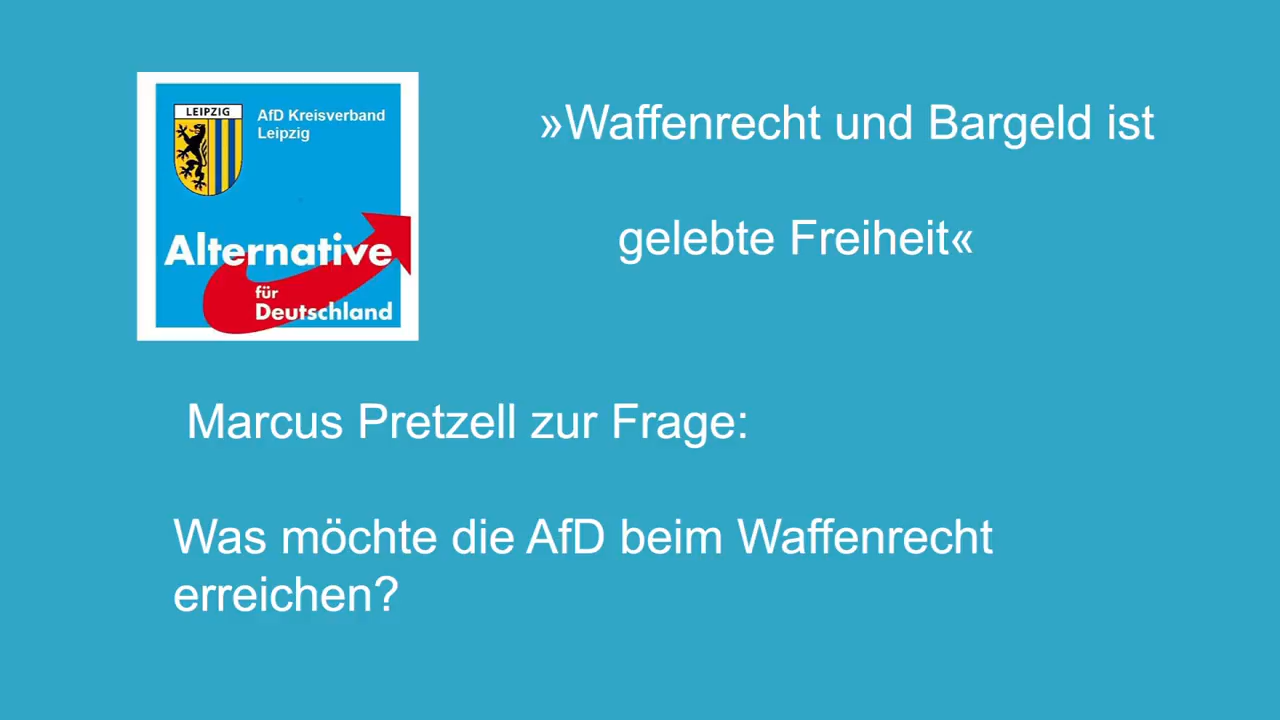 LEIPZIG
AfD Kreisverband
Leipzig
Alternative
für
Deutschland
»Waffenrecht und Bargeld ist
gelebte Freiheit«
Marcus Pretzell zur Frage:
Was möchte die AfD beim Waffenrecht
erreichen?